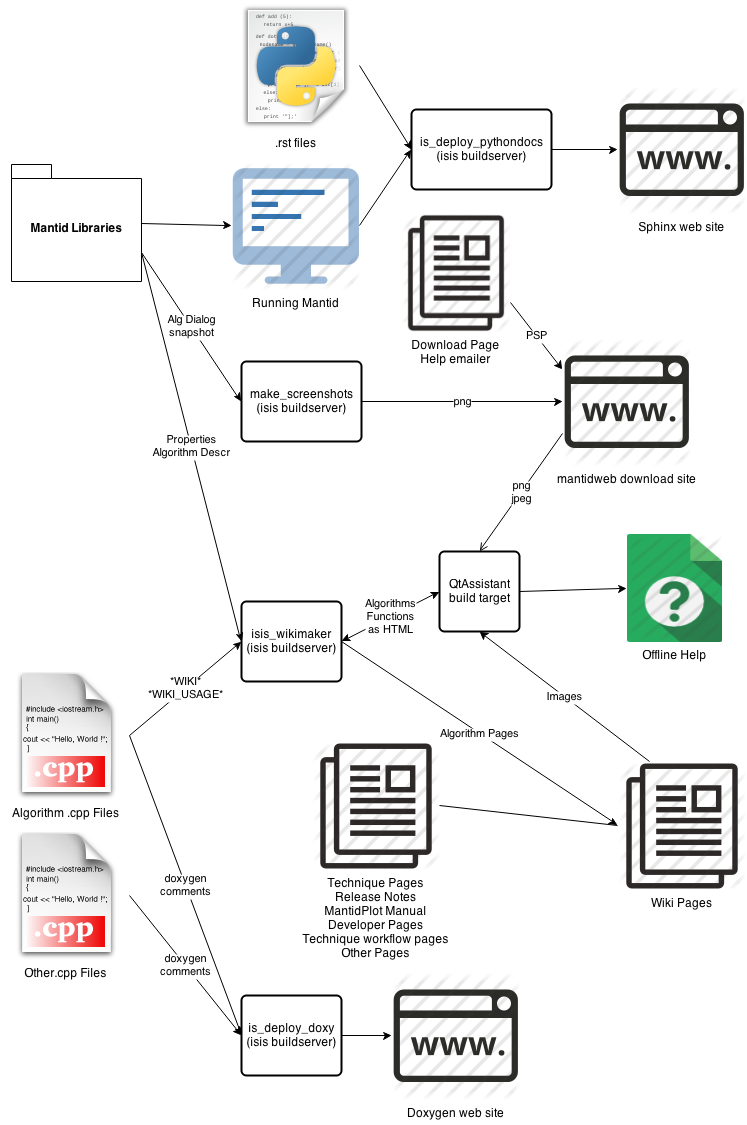 def add (5):
return a+5
else:
else:
print '"];'
.rst files
is_deploy_pythondocs
(isis buildserver)
www.
Sphinx web site
Mantid Libraries
Running Mantid
Alg Dialog
snapshot
Download Page
Help emailer
PSP
make_screenshots
(isis buildserver)
png
www.
mantidweb download site
Properties
Algorithm Descr
png
jpeg
QtAssistant
build target
Algorithms
Functions
as HTML
?
Offline Help
isis_wikimaker
(isis buildserver)
*WIKI*
*WIKI_USAGE*
Images
Algorithm Pages
#include <iostream.h>
int main()
{
cout << "Hello, World !";
}
.cpp
Algorithm .cpp Files
Technique Pages
Release Notes
MantidPlot Manual
Developer Pages
Technique workflow pages
Other Pages
Wiki Pages
#include <iostream.h>
int main()
{
cout << "Hello, World !";
}
.cpp
Other.cpp Files
doxygen
comments
doxygen
comments
is_deploy_doxy
(isis buildserver)
www.
Doxygen web site